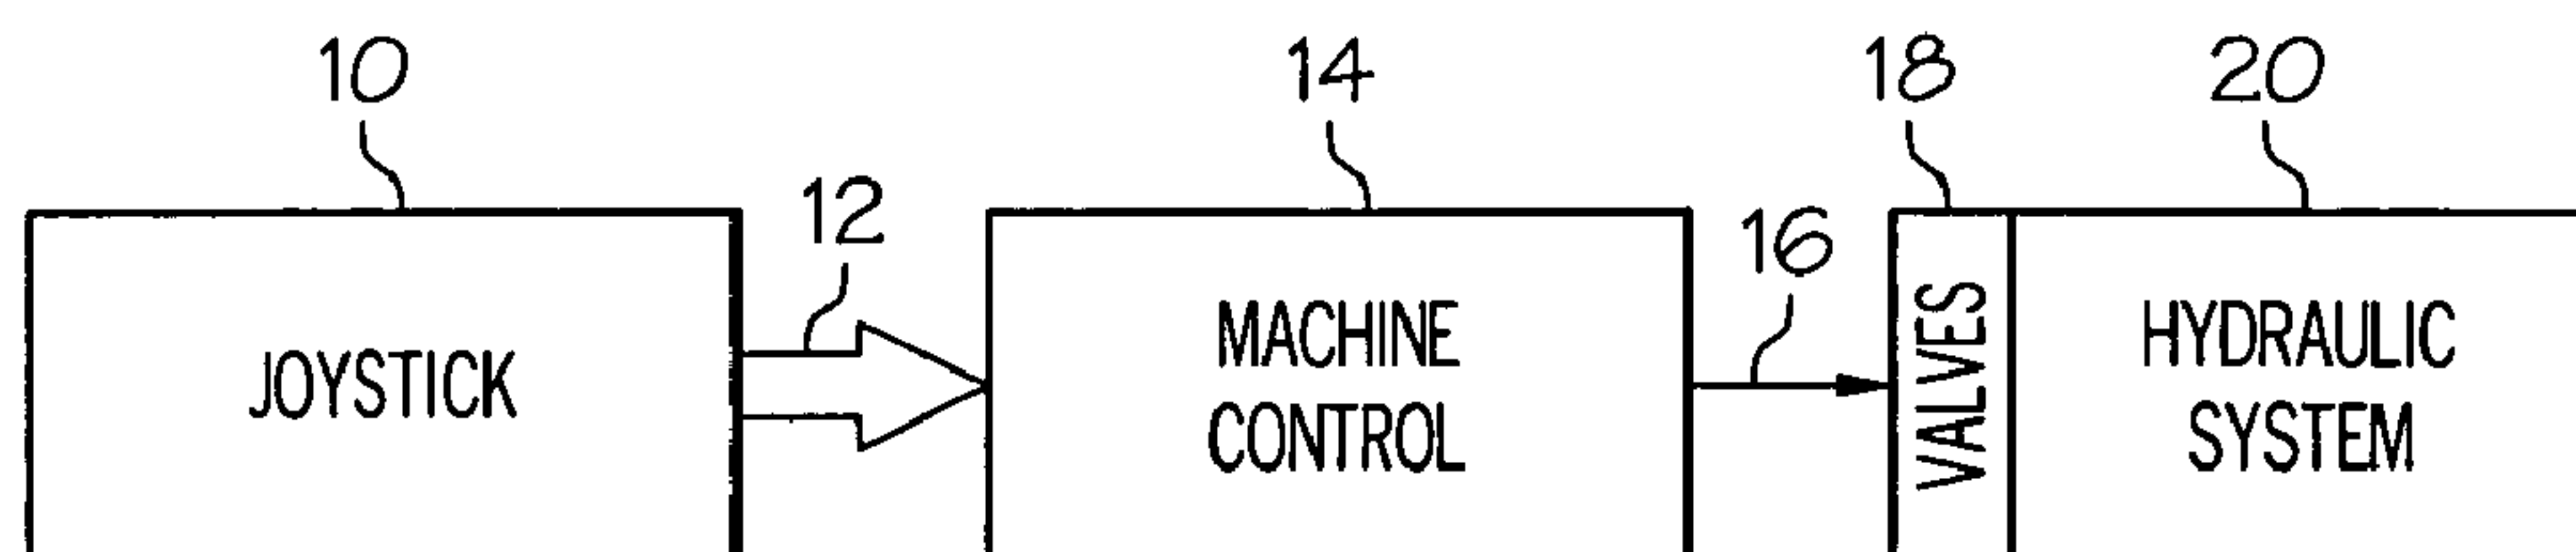 10
14
18
20
12
16
JOYSTICK
MACHINE
CONTROL
VALVES
HYDRAULIC
SYSTEM